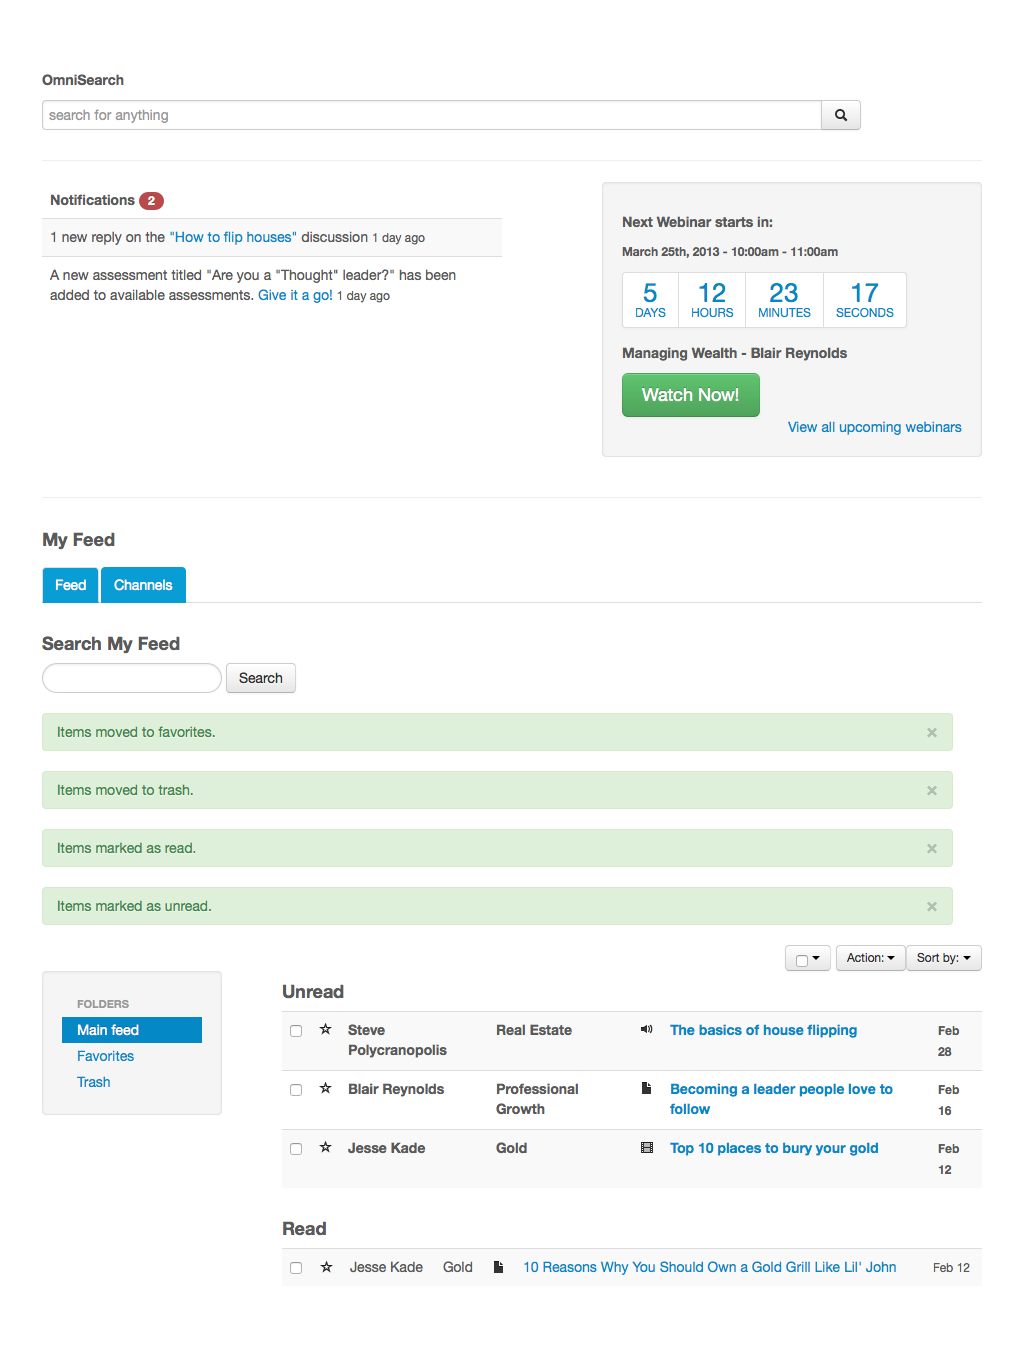 OmniSearch
search for anything
Notifications 2
1 new reply on the "How to flip houses" discussion 1 day ago
A new assessment titled "Are you a "Thought" leader?" has been
added to available assessments. Give it a go! 1 day ago
Next Webinar starts in:
March 25th, 2013 - 10:00am - 11:00am
5 12 23 17
DAYS HOURS MINUTES SECONDS
Managing Wealth - Blair Reynolds
Watch Now!
View all upcoming webinars
My Feed
Feed Channels
Search My Feed
Search
Items moved to favorites. ×
Items moved to trash. ×
Items marked as read. ×
Items marked as unread. ×
Action: Sort by:
FOLDERS
Main feed
Favorites
Trash
Unread
Steve Real Estate The basics of house flipping Feb
Polycranopolis 28
Blair Reynolds Professional Becoming a leader people love to Feb
Growth follow 16
Jesse Kade Gold Top 10 places to bury your gold Feb
12
Read
Jesse Kade Gold 10 Reasons Why You Should Own a Gold Grill Like Lil' John Feb 12